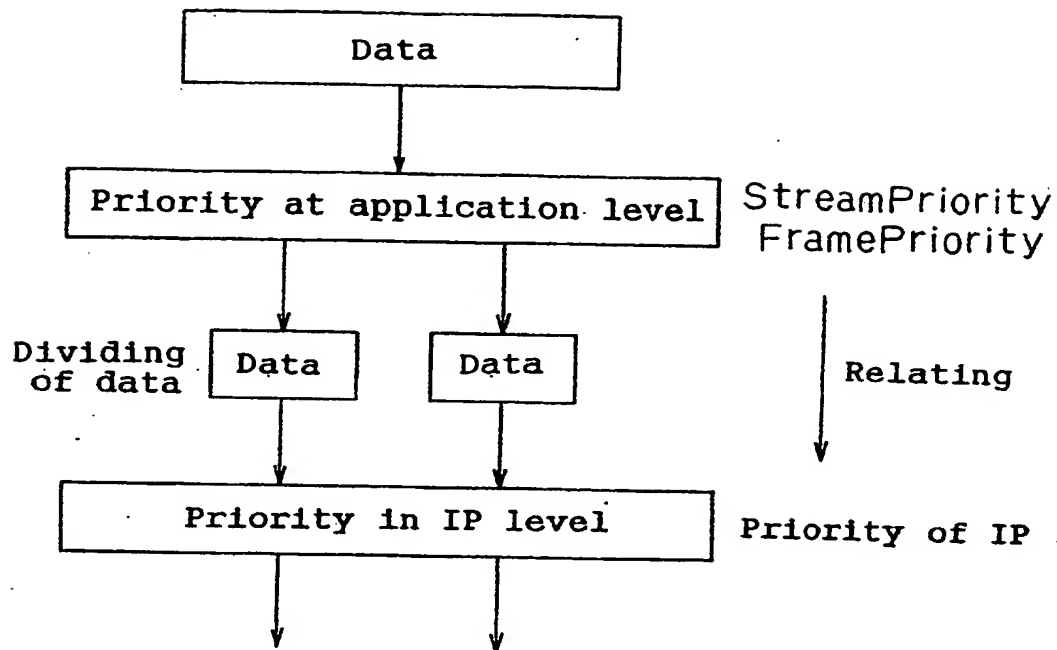 Data
Priority at application level
StreamPriority
FramePriority
Dividing
of data
Data
Data
Relating
Priority in IP level
Priority of IP